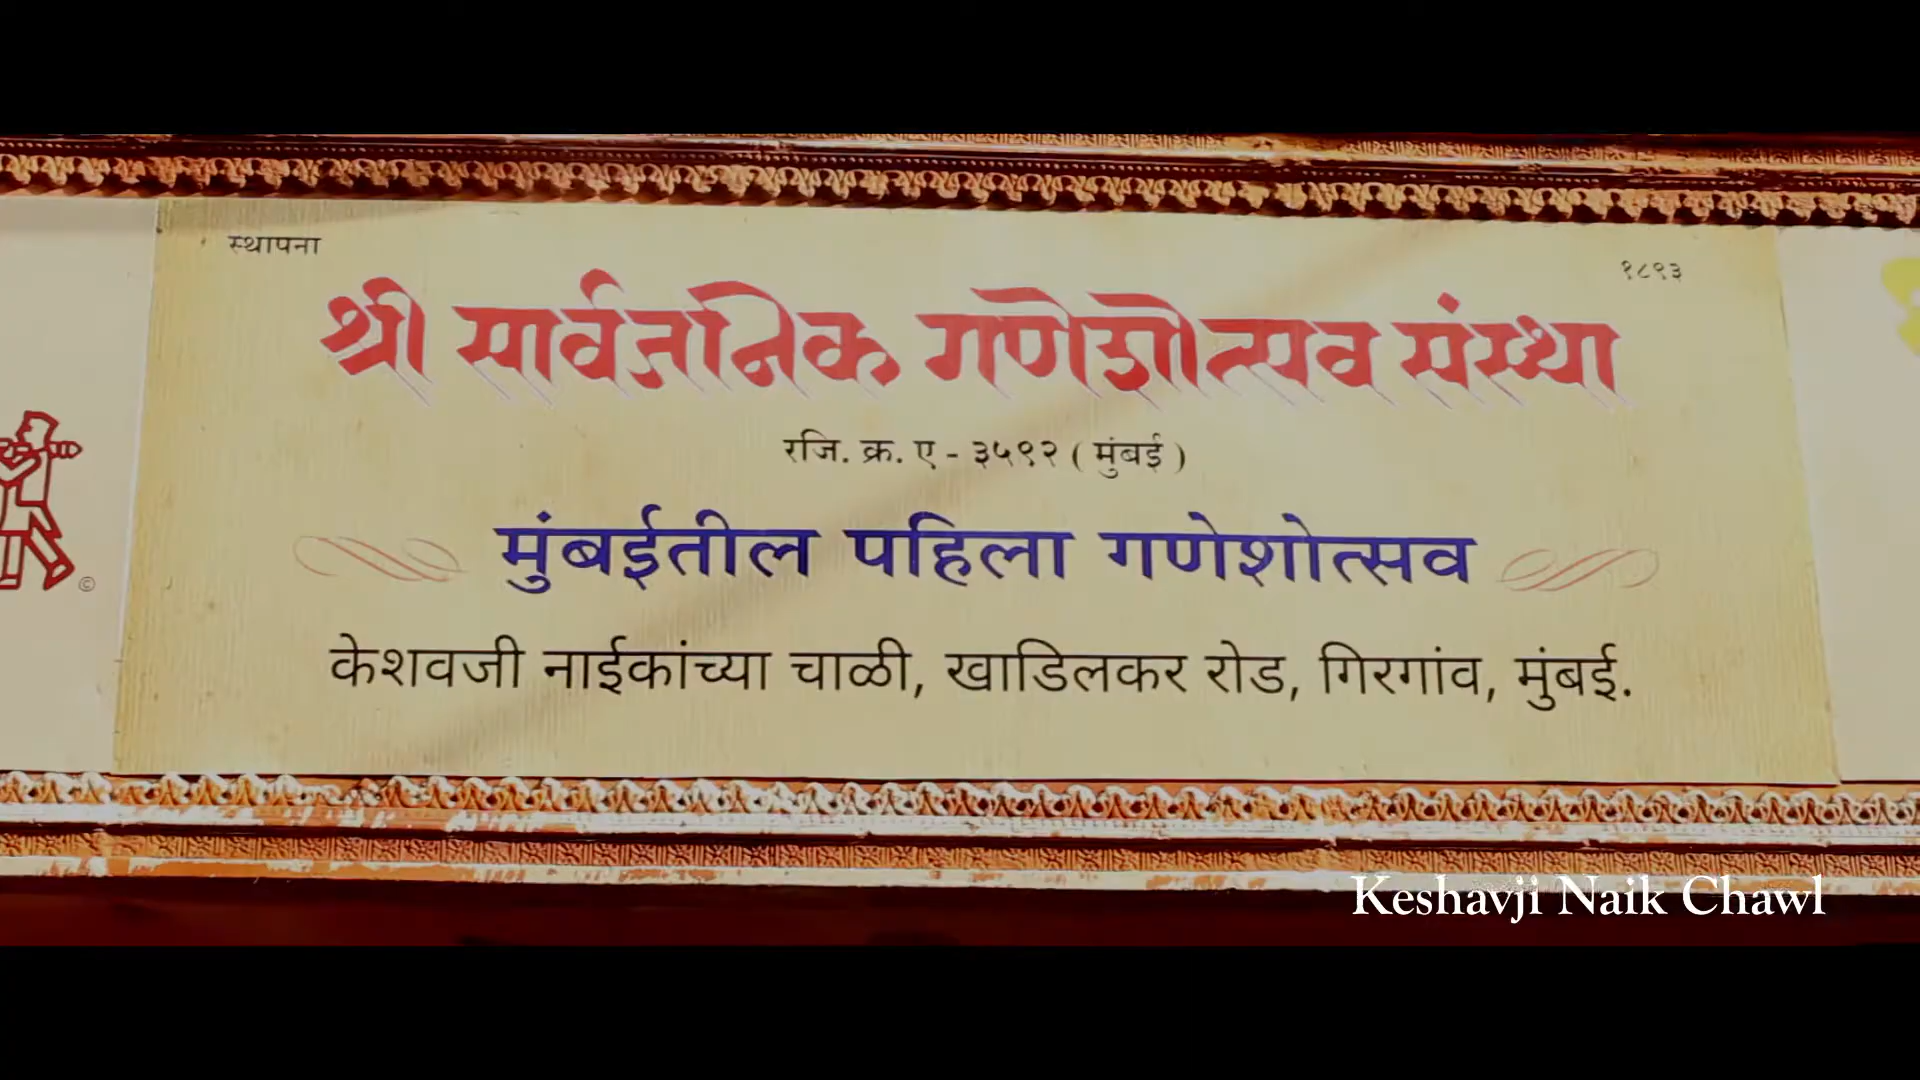 स्थापना १८९३
श्री सार्वजनिक गणेशोत्सव संस्था
रजि. क्र. ए - ३५९२ ( मुंबई )
मुंबईतील पहिला गणेशोत्सव
केशवजी नाईकांच्या चाळी, खाडिलकर रोड, गिरगांव, मुंबई.
©
Keshavji Naik Chawl